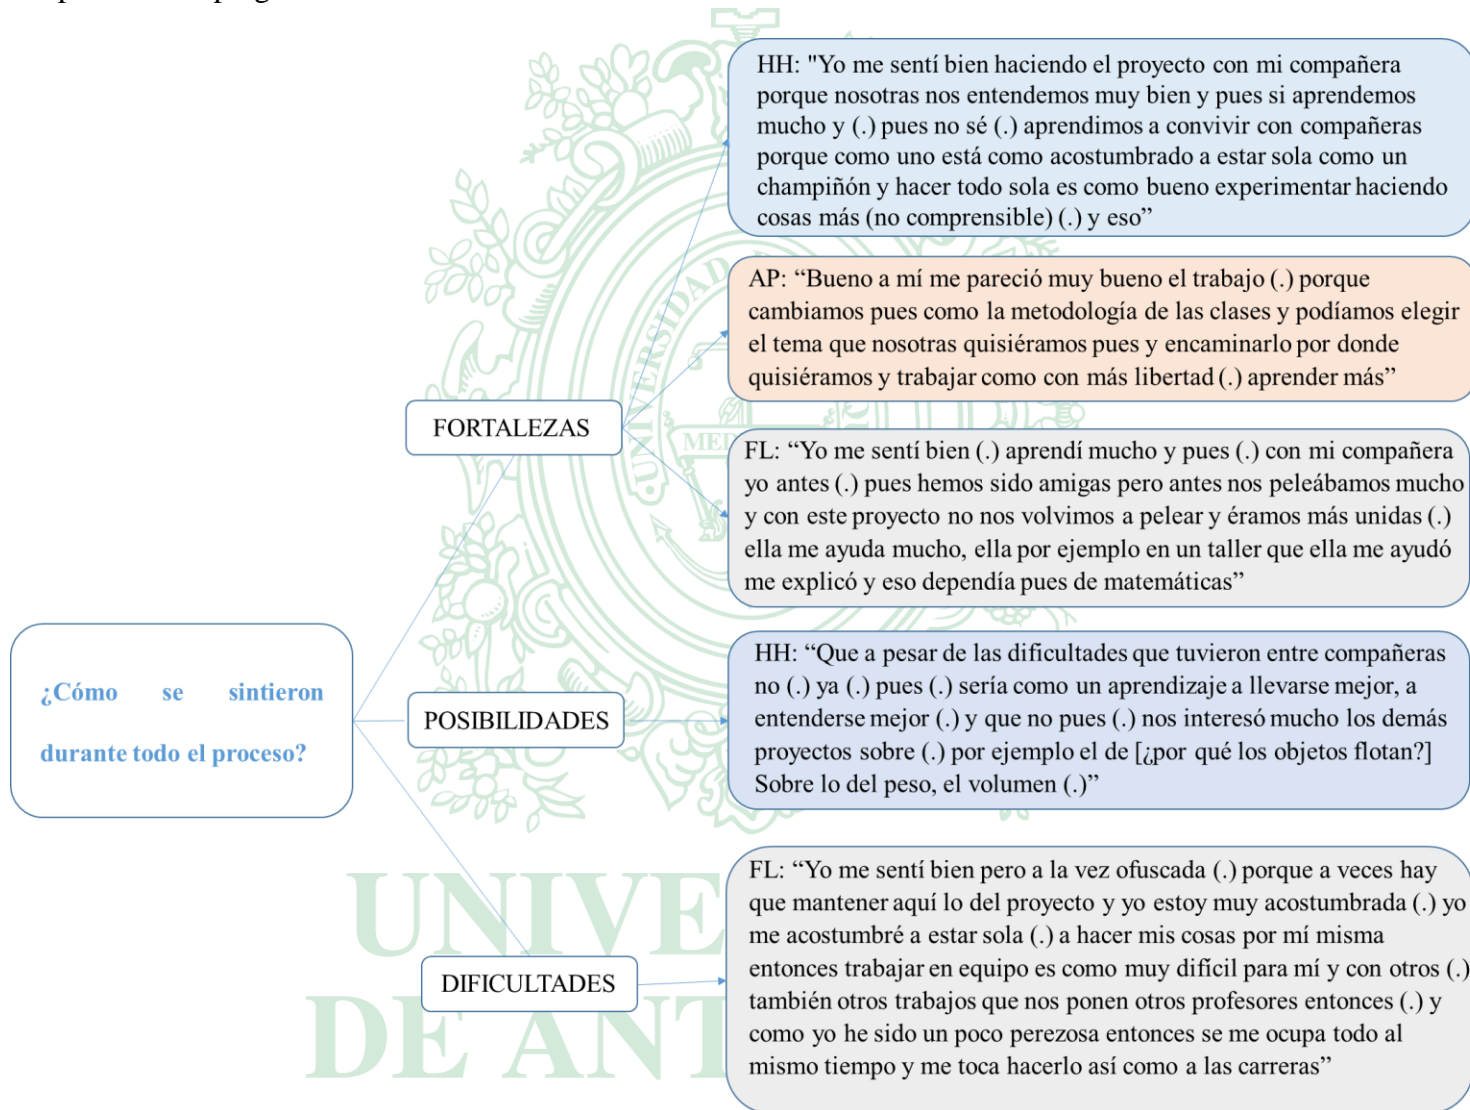 ¿Cómo se sintieron
durante todo el proceso?
FORTALEZAS
HH: "Yo me sentí bien haciendo el proyecto con mi compañera
porque nosotras nos entendemos muy bien y pues si aprendemos
mucho y (.) pues no sé (.) aprendimos a convivir con compañeras
porque como uno está como acostumbrado a estar sola como un
champiñón y hacer todo sola es como bueno experimentar haciendo
cosas más (no comprensible) (.) y eso”
AP: “Bueno a mí me pareció muy bueno el trabajo (.) porque
cambiamos pues como la metodología de las clases y podíamos elegir
el tema que nosotras quisiéramos pues y encaminarlo por donde
quisiéramos y trabajar como con más libertad (.) aprender más”
FL: “Yo me sentí bien (.) aprendí mucho y pues (.) con mi compañera
yo antes (.) pues hemos sido amigas pero antes nos peleábamos mucho
y con este proyecto no nos volvimos a pelear y éramos más unidas (.)
ella me ayuda mucho, ella por ejemplo en un taller que ella me ayudó
me explicó y eso dependía pues de matemáticas”
POSIBILIDADES
HH: “Que a pesar de las dificultades que tuvieron entre compañeras
no (.) ya (.) pues (.) sería como un aprendizaje a llevarse mejor, a
entenderse mejor (.) y que no pues (.) nos interesó mucho los demás
proyectos sobre (.) por ejemplo el de [¿por qué los objetos flotan?]
Sobre lo del peso, el volumen (.)”
DIFICULTADES
FL: “Yo me sentí bien pero a la vez ofuscada (.) porque a veces hay
que mantener aquí lo del proyecto y yo estoy muy acostumbrada (.) yo
me acostumbré a estar sola (.) a hacer mis cosas por mí misma
entonces trabajar en equipo es como muy difícil para mí y con otros (.)
también otros trabajos que nos ponen otros profesores entonces (.) y
como yo he sido un poco perezosa entonces se me ocupa todo al
mismo tiempo y me toca hacerlo así como a las carreras”
UNIVE
DE ANT
UNIVERSIDAD